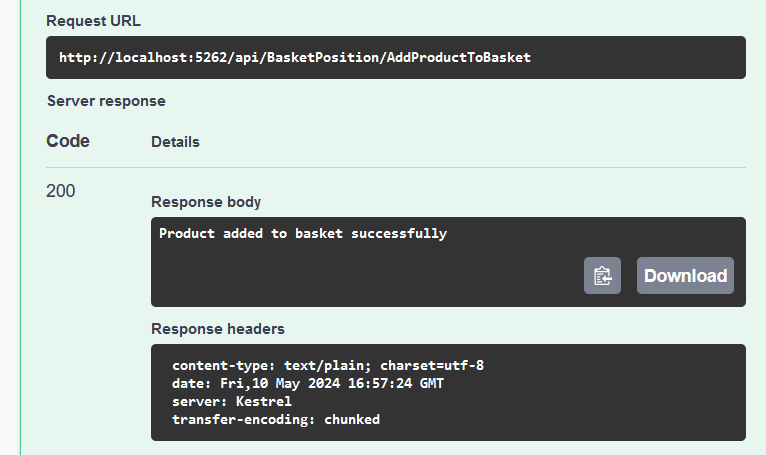 Request URL
http://localhost:5262/api/BasketPosition/AddProductToBasket
Server response
Code Details
200
Response body
Product added to basket successfully
Download
Response headers
content-type: text/plain; charset=utf-8
date: Fri,10 May 2024 16:57:24 GMT
server: Kestrel
transfer-encoding: chunked